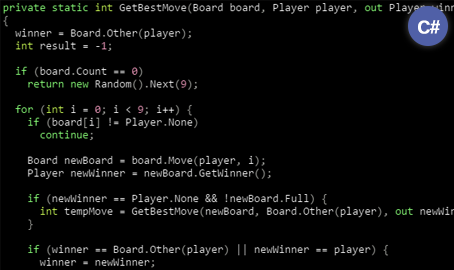 private static int GetBestMove(Board board, Player player, out Player winn
C#
{
  winner = Board.Other(player);
  int result = -1;

  if (board.Count == 0)
    return new Random().Next(9);

  for (int i = 0; i < 9; i++) {
    if (board[i] != Player.None)
      continue;

    Board newBoard = board.Move(player, i);
    Player newWinner = newBoard.GetWinner();

    if (newWinner == Player.None && !newBoard.Full) {
      int tempMove = GetBestMove(newBoard, Board.Other(player), out newWin
    }

    if (winner == Board.Other(player) || newWinner == player) {
      winner = newWinner;